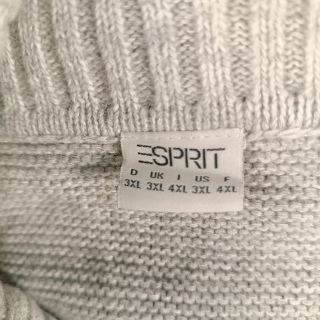 ESPRIT
D UK I US F
3XL 3XL 4XL 3XL 4XL